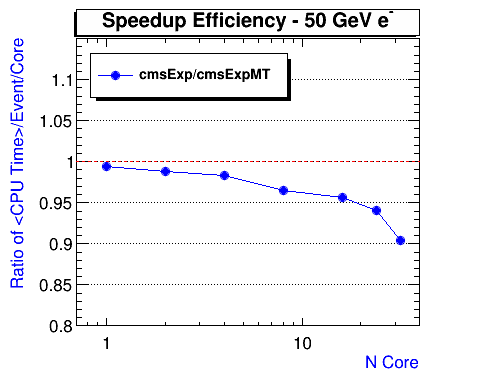 Speedup Efficiency - 50 GeV e-
cmsExp/cmsExpMT
Ratio of <CPU Time>/Event/Core
1.1
1.05
1
0.95
0.9
0.85
0.8
1 10
N Core